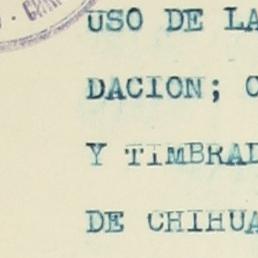 USO DE LA
DACION; C
Y TIMBRAD
DE CHIHUA